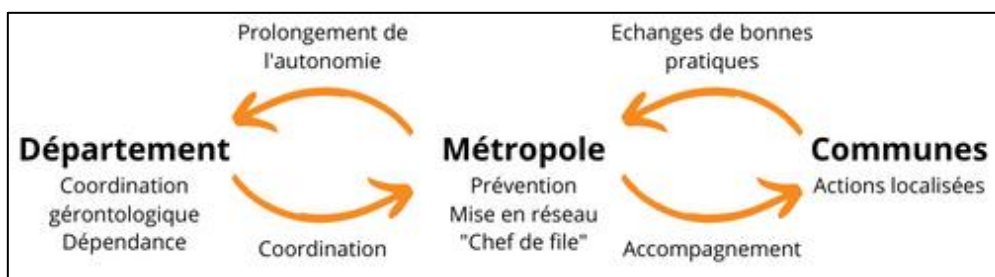 Prolongement de
l'autonomie
Echanges de bonnes
pratiques
Département
Coordination
gérontologique
Dépendance
Coordination
Métropole
Prévention
Mise en réseau
"Chef de file"
Accompagnement
Communes
Actions localisées